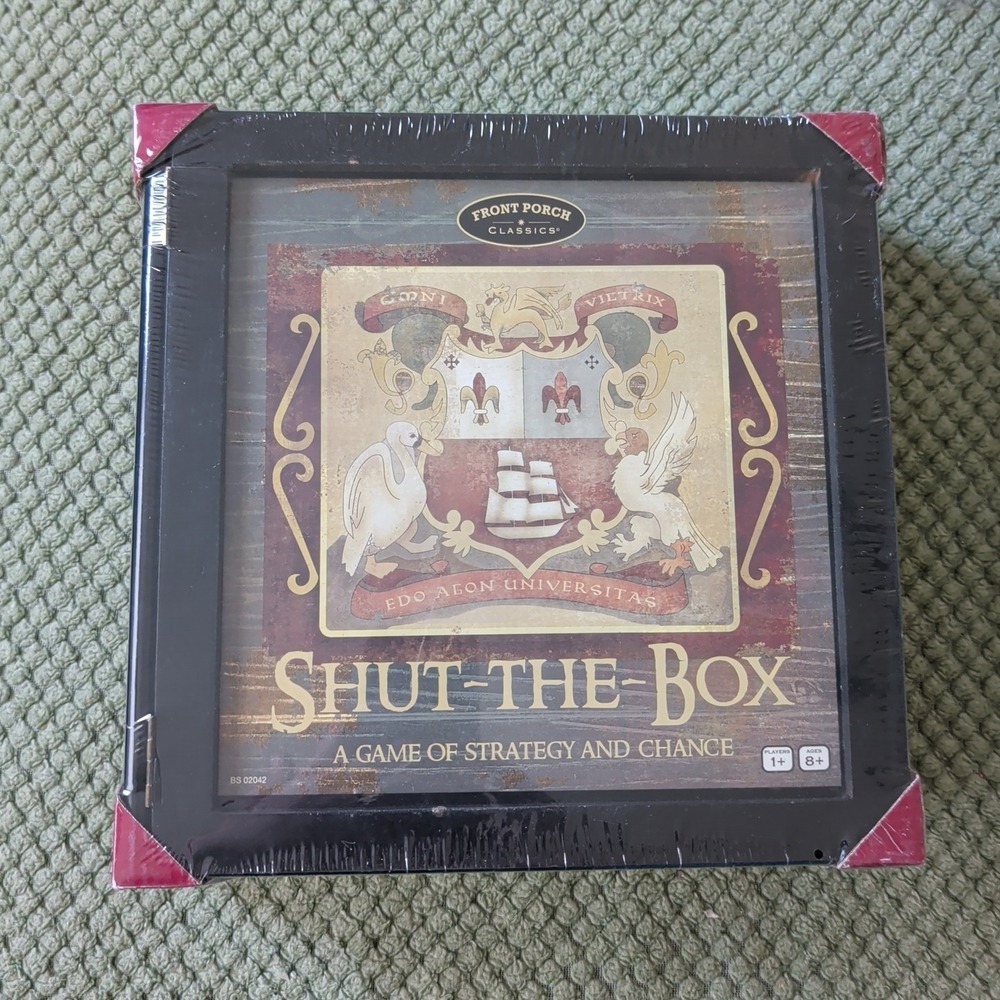 FRONT PORCH
CLASSICS®
OMNI VICTRIX
EDO AEON UNIVERSITAS
SHUT-THE-BOX
A GAME OF STRATEGY AND CHANCE
PLAYERS AGES
1+ 8+
BS 02042